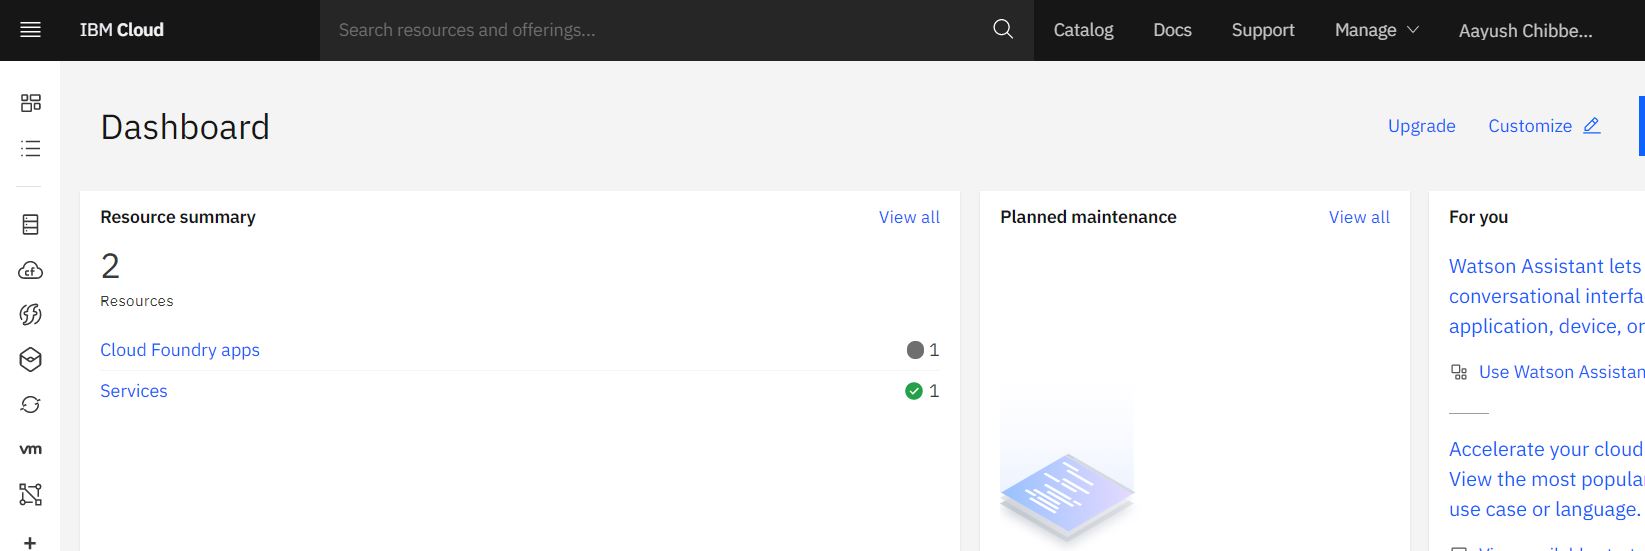 IBM Cloud
Search resources and offerings...
Catalog
Docs
Support
Manage
Aayush Chibbe...
Dashboard
Upgrade
Customize
Resource summary
View all
2
Resources
Cloud Foundry apps
1
Services
1
Planned maintenance
View all
For you
Watson Assistant lets
conversational interfa
application, device, or
Use Watson Assistan
Accelerate your cloud
View the most popula
use case or language.
cf
vm